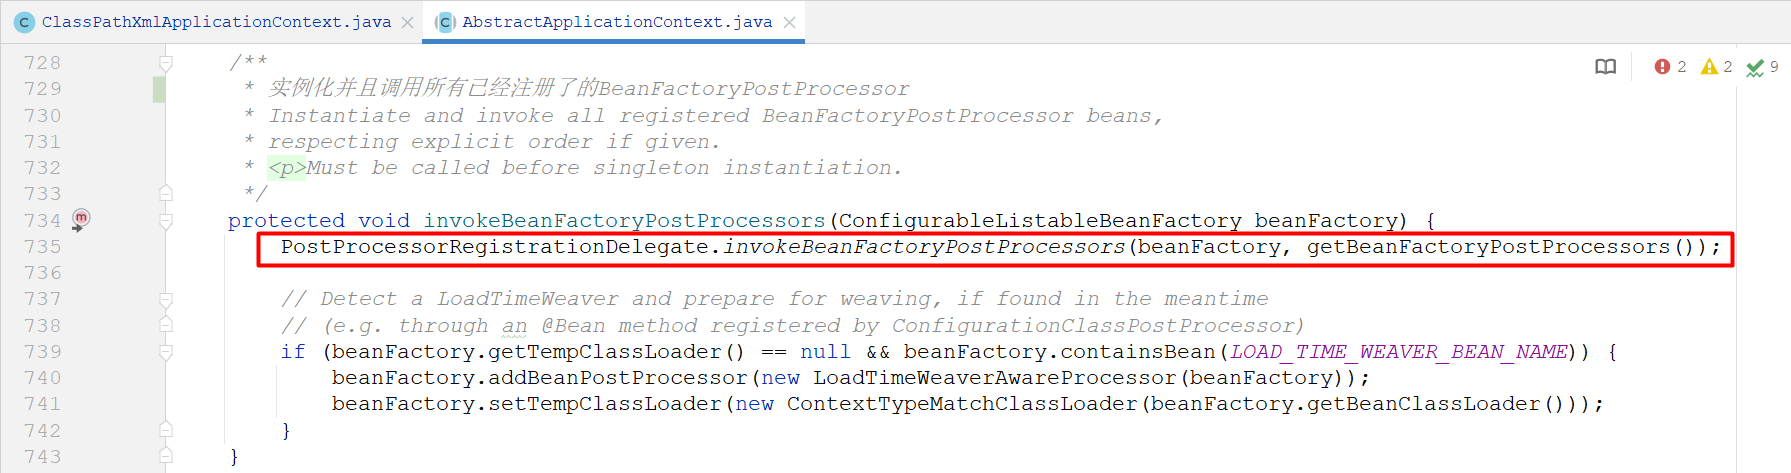 ClassPathXmlApplicationContext.java AbstractApplicationContext.java
728 /**
729 * 实例化并且调用所有已经注册了的BeanFactoryPostProcessor
730 * Instantiate and invoke all registered BeanFactoryPostProcessor beans,
731 * respecting explicit order if given.
732 * <p>Must be called before singleton instantiation.
733 */
734 protected void invokeBeanFactoryPostProcessors(ConfigurableListableBeanFactory beanFactory) {
735 PostProcessorRegistrationDelegate.invokeBeanFactoryPostProcessors(beanFactory, getBeanFactoryPostProcessors());
736
737 // Detect a LoadTimeWeaver and prepare for weaving, if found in the meantime
738 // (e.g. through an @Bean method registered by ConfigurationClassPostProcessor)
739 if (beanFactory.getTempClassLoader() == null && beanFactory.containsBean(LOAD_TIME_WEAVER_BEAN_NAME)) {
740 beanFactory.addBeanPostProcessor(new LoadTimeWeaverAwareProcessor(beanFactory));
741 beanFactory.setTempClassLoader(new ContextTypeMatchClassLoader(beanFactory.getBeanClassLoader()));
742 }
743 }
2 2 9